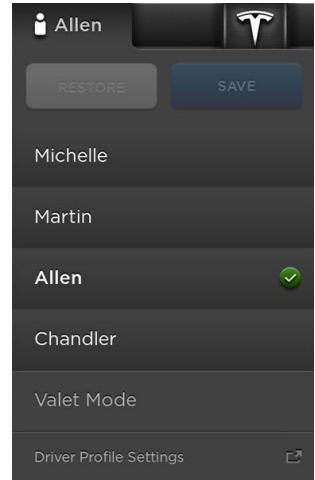 Allen
RESTORE
SAVE
Michelle
Martin
Allen
Chandler
Valet Mode
Driver Profile Settings